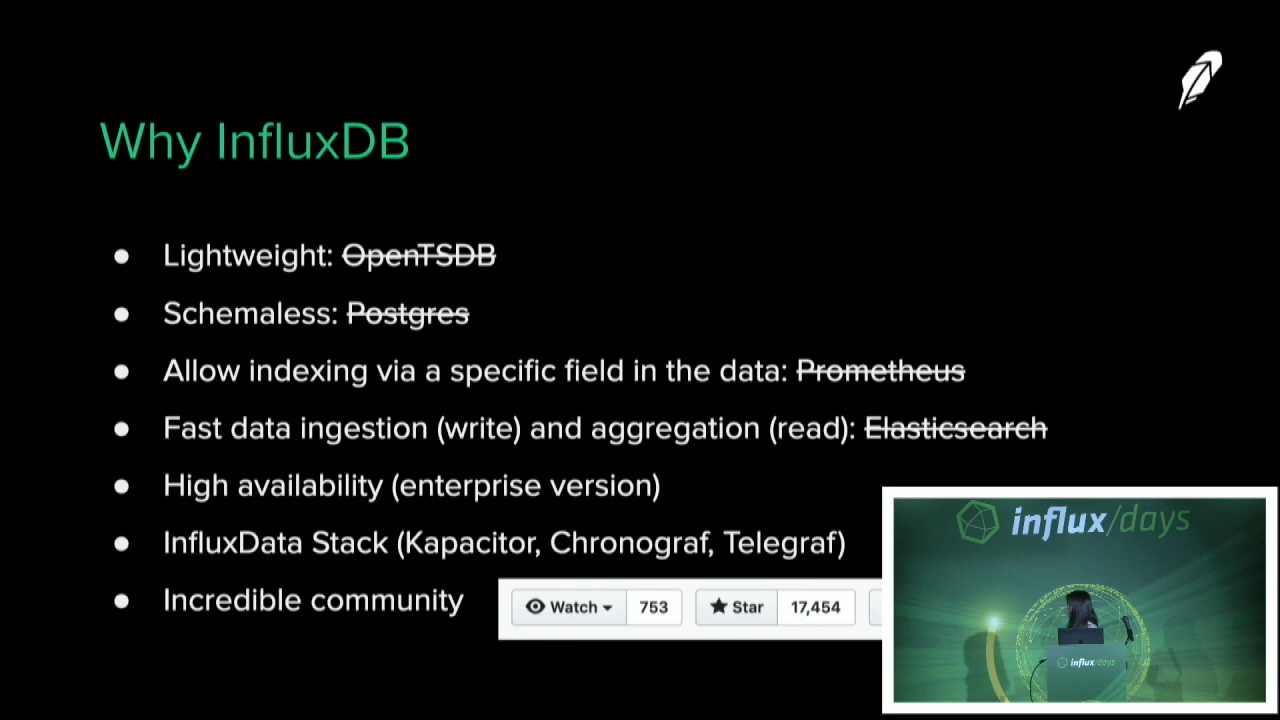 Why InfluxDB
Lightweight: OpenTSDB
Schemaless: Postgres
Allow indexing via a specific field in the data: Prometheus
Fast data ingestion (write) and aggregation (read): Elasticsearch
High availability (enterprise version)
InfluxData Stack (Kapacitor, Chronograf, Telegraf)
Incredible community
Watch 753 Star 17,454
influx/days
influx/days